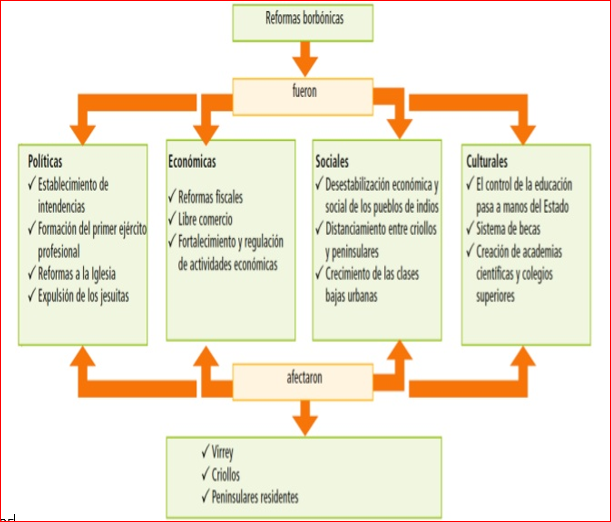 Reformas borbónicas
fueron
Políticas
✓ Establecimiento de
intendencias
✓ Formación del primer ejército
profesional
✓ Reformas a la Iglesia
✓ Expulsión de los jesuitas
Económicas
✓ Reformas fiscales
✓ Libre comercio
✓ Fortalecimiento y regulación
de actividades económicas
Sociales
✓ Desestabilización económica y
social de los pueblos de indios
✓ Distanciamiento entre criollos
y peninsulares
✓ Crecimiento de las clases
bajas urbanas
Culturales
✓ El control de la educación
pasa a manos del Estado
✓ Sistema de becas
✓ Creación de academias
científicas y colegios
superiores
afectaron
✓ Virrey
✓ Criollos
✓ Peninsulares residentes